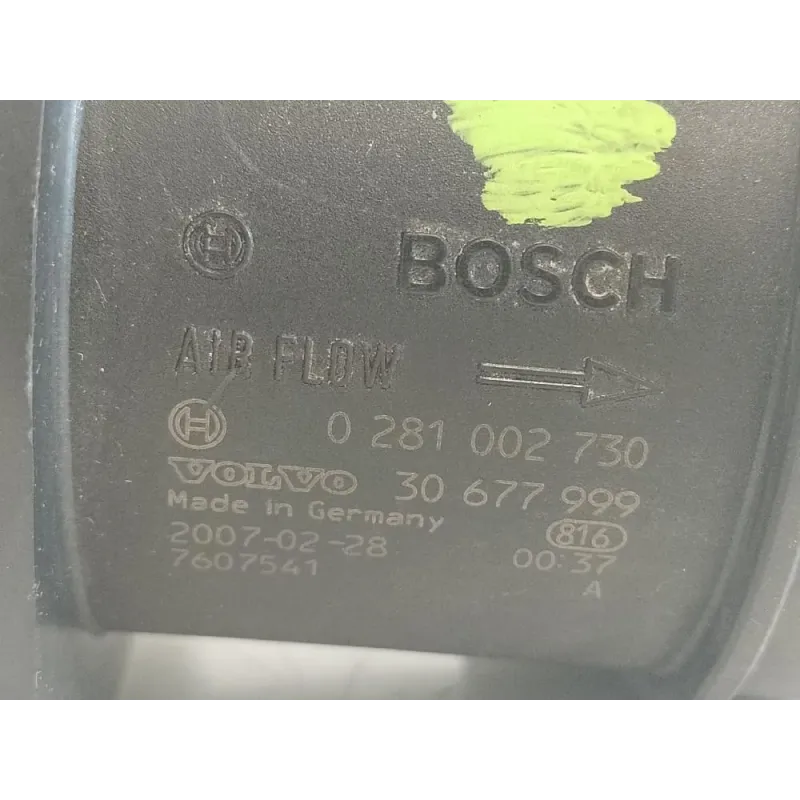 BOSCH
AIR FLOW
0 281 002 730
VOLVO 30 677 999
Made in Germany 816
2007-02-28 00:37
7607541 A